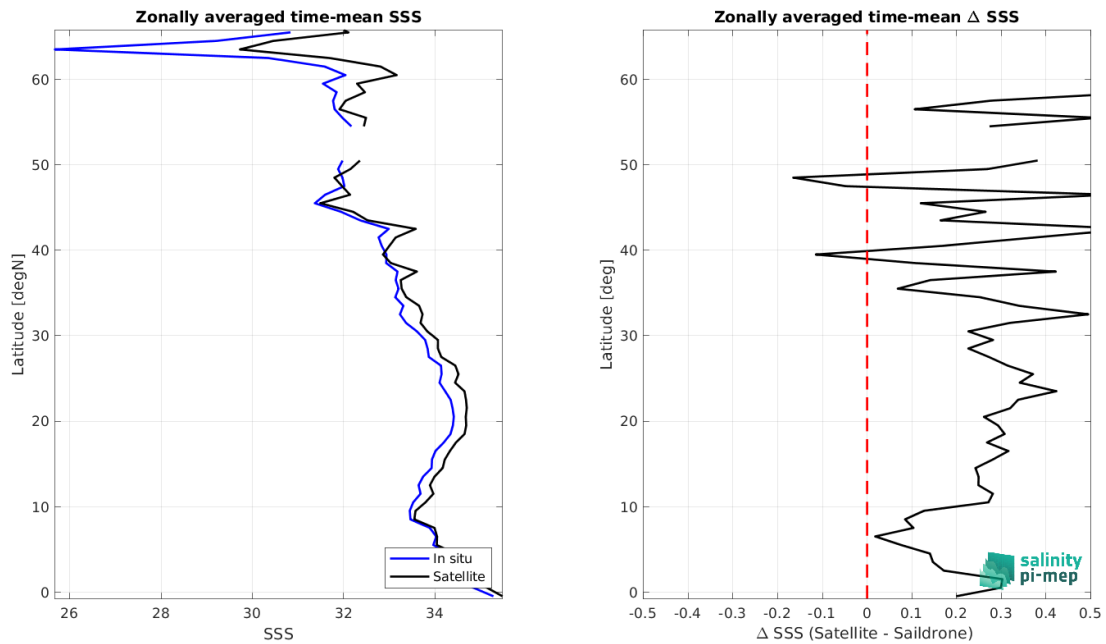 Zonally averaged time-mean SSS
Latitude [degN]
60
50
40
30
20
10
0
26 28 30 32 34
SSS
In situ
Satellite
Zonally averaged time-mean Δ SSS
Latitude [deg]
60
50
40
30
20
10
0
-0.5 -0.4 -0.3 -0.2 -0.1 0 0.1 0.2 0.3 0.4 0.5
Δ SSS (Satellite - Saildrone)
salinity
pi-mep